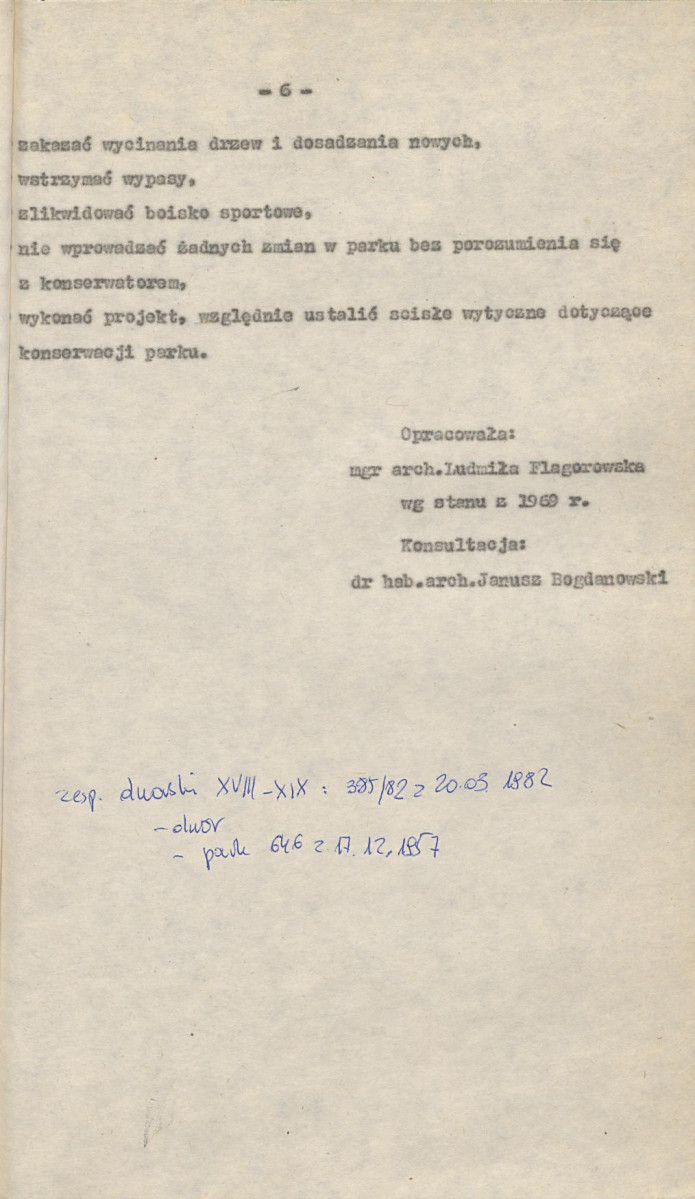 - 6 -
zakazać wycinania drzew i dosadzania nowych,
wstrzymać wypasy,
zlikwidować boisko sportowe,
nie wprowadzać żadnych zmian w parku bez porozumienia się
z konserwatorem,
wykonać projekt, względnie ustalić scisłe wytyczne dotyczące
konserwacji parku.
Opracowała:
mgr arch.Ludmiła Flagorowska
wg stanu z 1969 r.
Konsultacja:
dr hab.arch.Janusz Bogdanowski
zesp. dworski XVIII-XIX : 385/82 z 20.03. 1982
- dwór
- park 646 z 17.12.1957